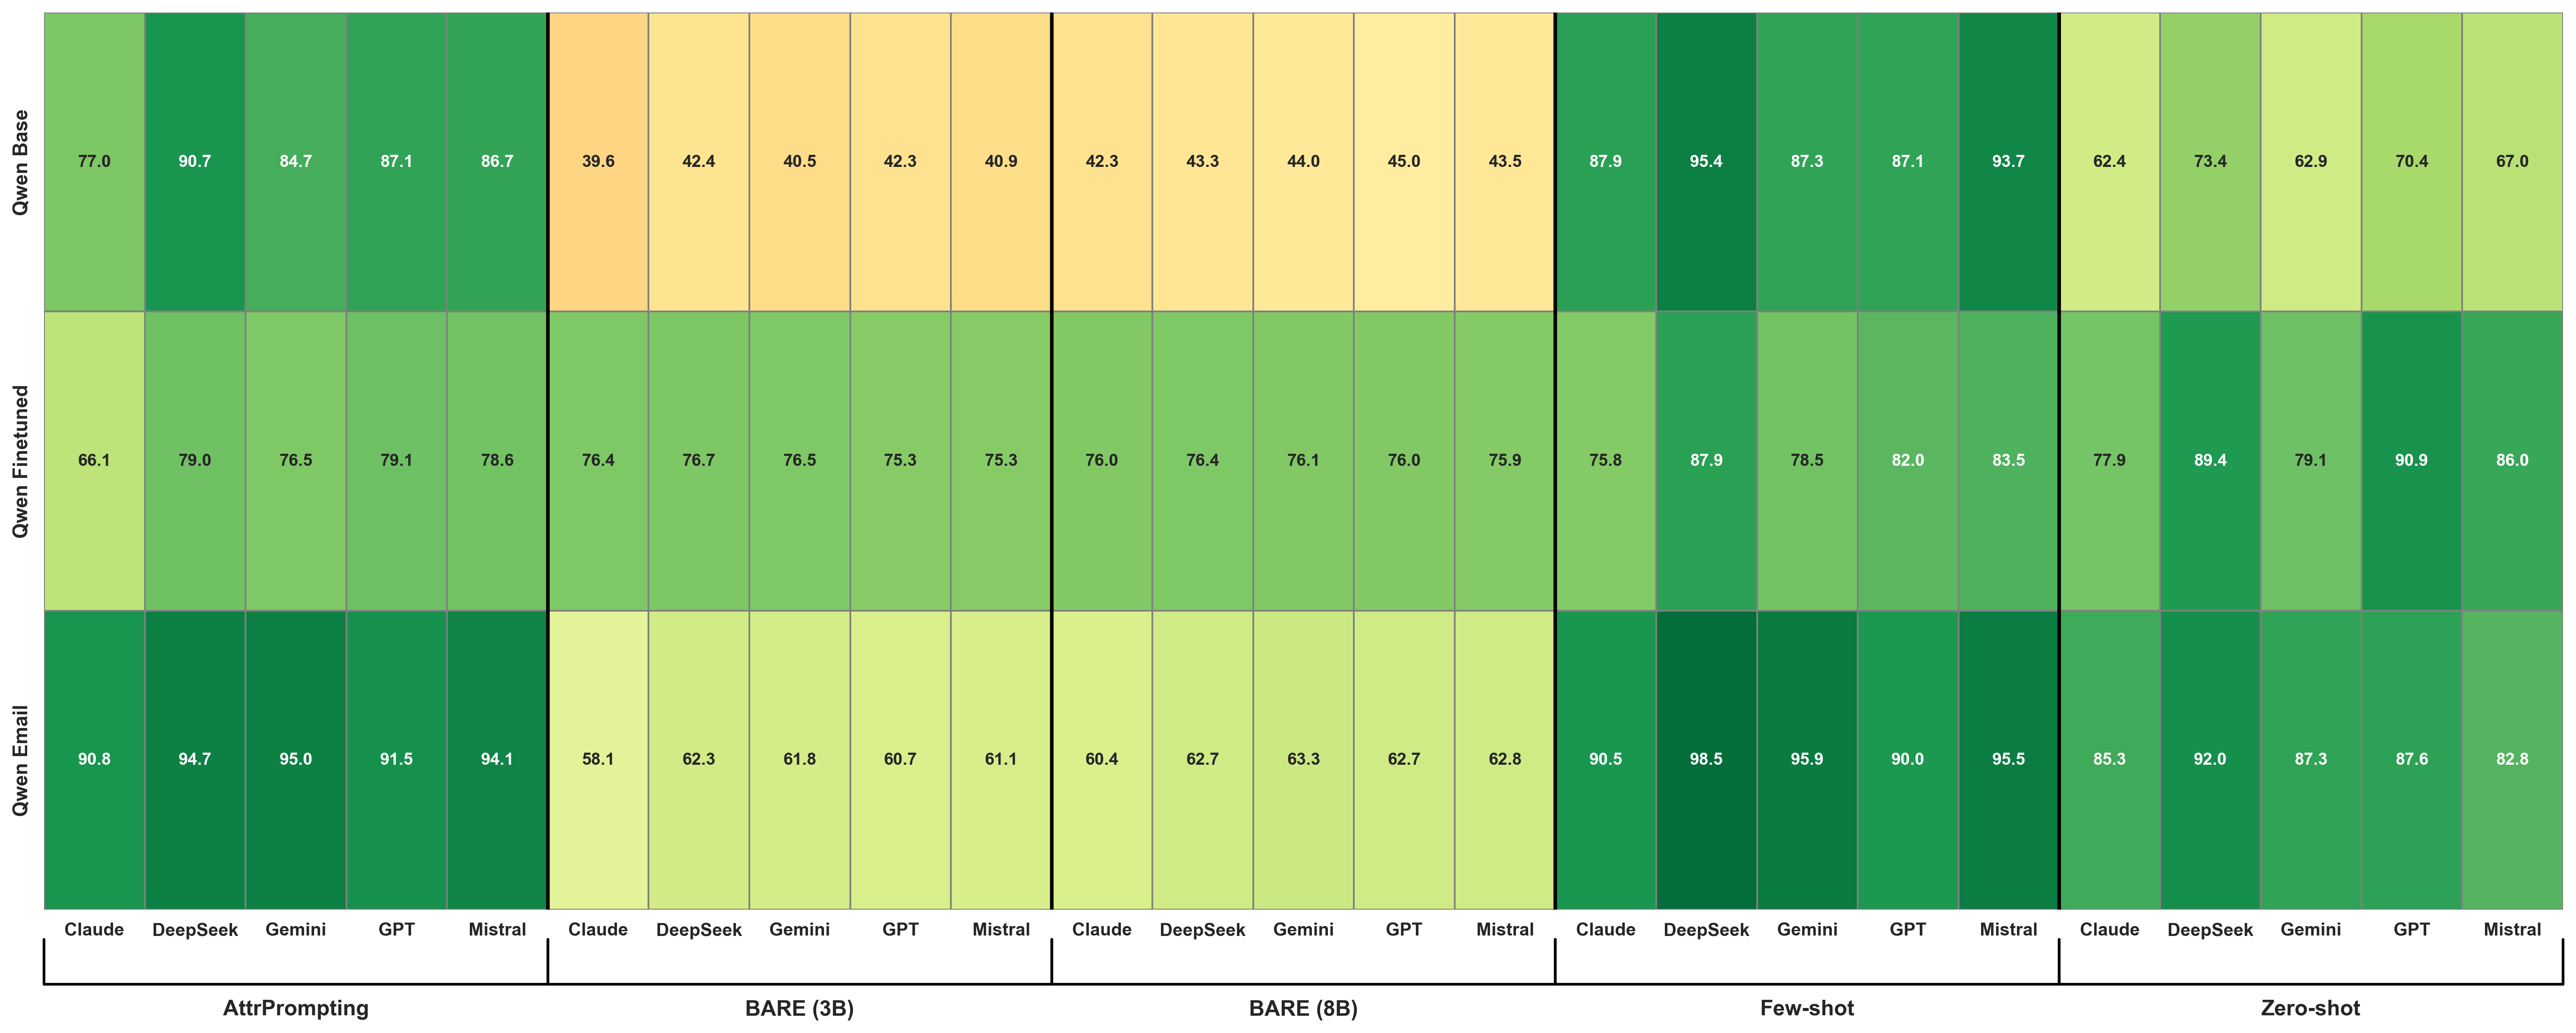 Qwen Base
77.0 90.7 84.7 87.1 86.7 39.6 42.4 40.5 42.3 40.9 42.3 43.3 44.0 45.0 43.5 87.9 95.4 87.3 87.1 93.7 62.4 73.4 62.9 70.4 67.0
Qwen Finetuned
66.1 79.0 76.5 79.1 78.6 76.4 76.7 76.5 75.3 75.3 76.0 76.4 76.1 76.0 75.9 75.8 87.9 78.5 82.0 83.5 77.9 89.4 79.1 90.9 86.0
Qwen Email
90.8 94.7 95.0 91.5 94.1 58.1 62.3 61.8 60.7 61.1 60.4 62.7 63.3 62.7 62.8 90.5 98.5 95.9 90.0 95.5 85.3 92.0 87.3 87.6 82.8
Claude DeepSeek Gemini GPT Mistral Claude DeepSeek Gemini GPT Mistral Claude DeepSeek Gemini GPT Mistral Claude DeepSeek Gemini GPT Mistral Claude DeepSeek Gemini GPT Mistral
AttrPrompting BARE (3B) BARE (8B) Few-shot Zero-shot